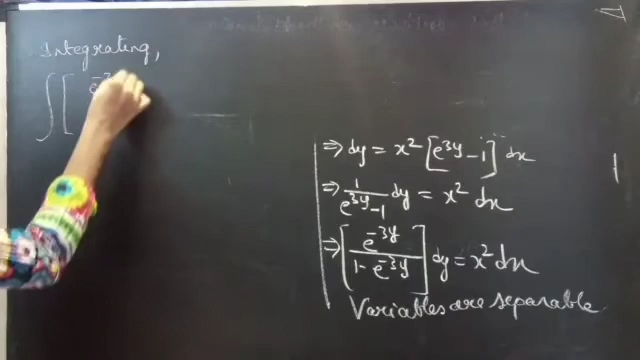 Integrating,
∫[ e^-3
⇒ dy = x² [e^3y - 1] dx
⇒ 1/(e^3y - 1) dy = x² dx
⇒ [e^-3y / (1 - e^-3y)] dy = x² dx
Variables are separable